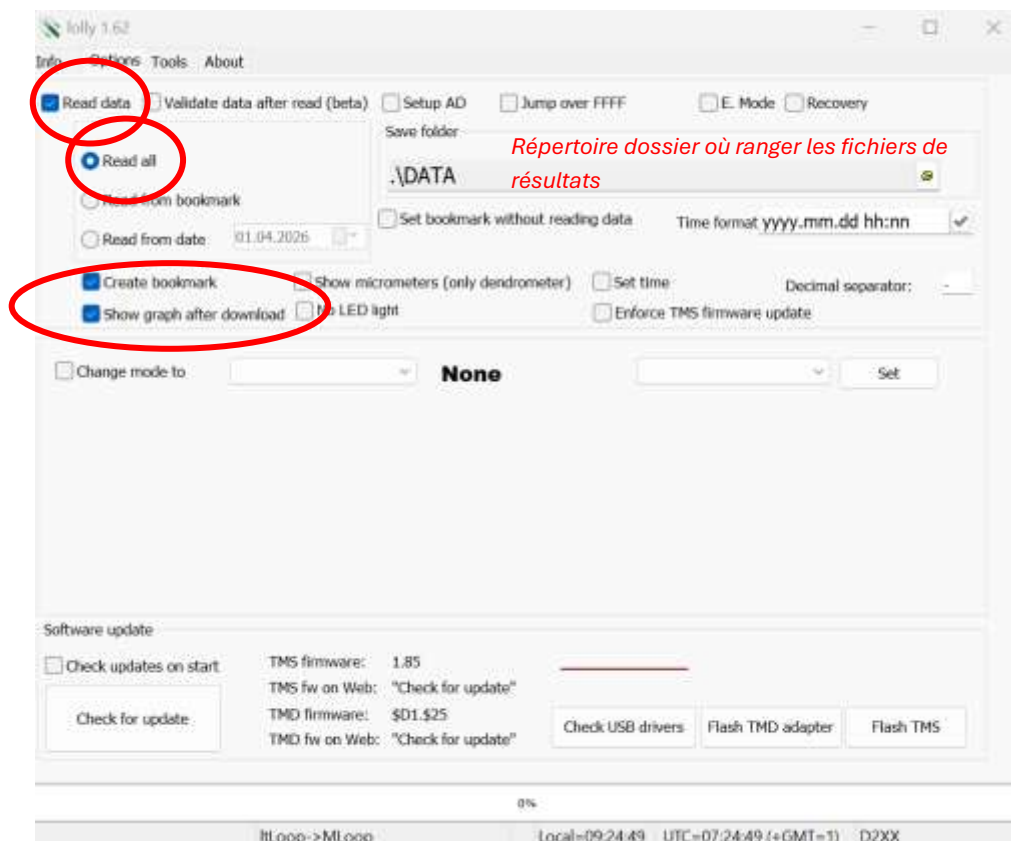 lolly 1.62
Info Options Tools About
Read data Validate data after read (beta) Setup AD Jump over FFFF E. Mode Recovery
Save folder
Répertoire dossier où ranger les fichiers de
résultats
Read all
.\DATA
Read from bookmark
Set bookmark without reading data Time format yyyy.mm.dd hh:nn
Read from date 01.04.2026
Create bookmark Show micrometers (only dendrometer) Set time Decimal separator:
Show graph after download No LED light Enforce TMS firmware update
Change mode to None Set
Software update
Check updates on start TMS firmware: 1.85
TMS fw on Web: "Check for update"
Check for update TMD firmware: $D1.$25
TMD fw on Web: "Check for update"
Check USB drivers Flash TMD adapter Flash TMS
0%
ltLoop->MLoop Local=09:24:49 UTC=07:24:49 (+GMT=1) D2XX